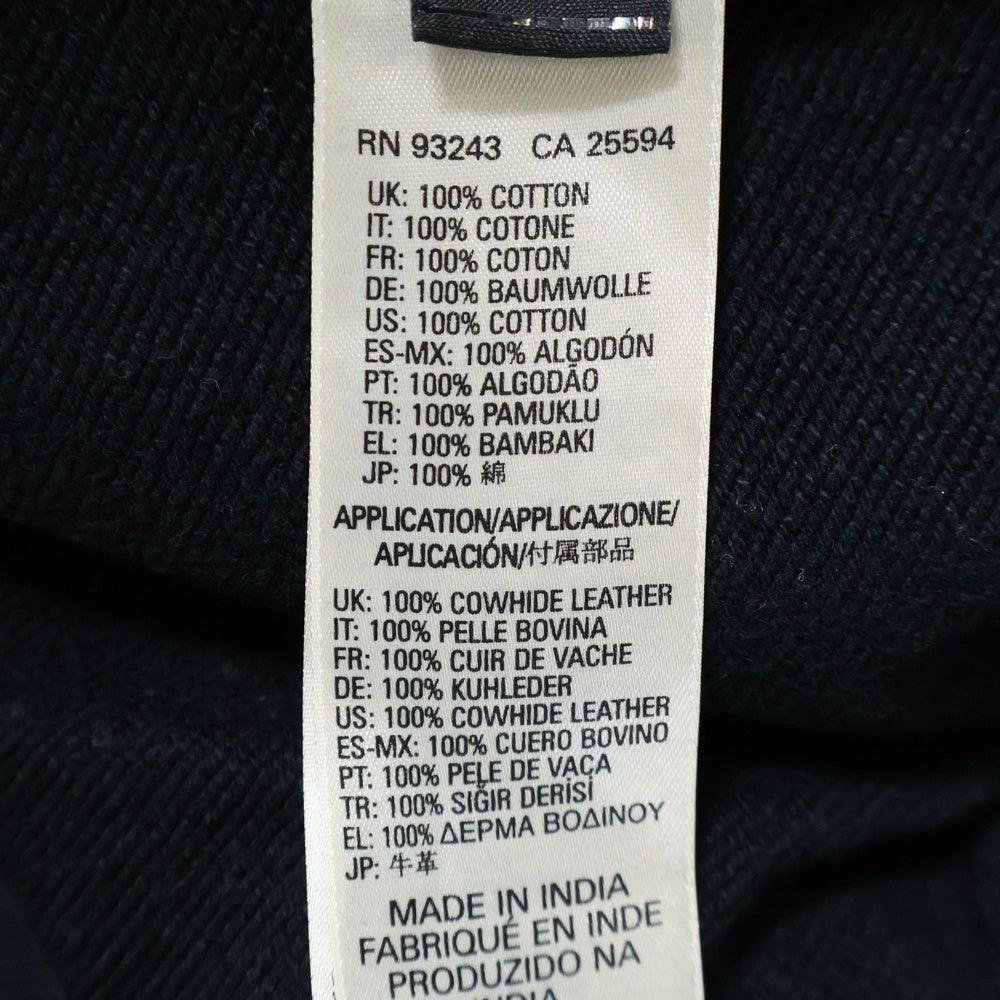 RN 93243 CA 25594
UK: 100% COTTON
IT: 100% COTONE
FR: 100% COTON
DE: 100% BAUMWOLLE
US: 100% COTTON
ES-MX: 100% ALGODÓN
PT: 100% ALGODÃO
TR: 100% PAMUKLU
EL: 100% BAMBAKI
JP: 100% 綿
APPLICATION/APPLICAZIONE/
APLICACIÓN/付属部品
UK: 100% COWHIDE LEATHER
IT: 100% PELLE BOVINA
FR: 100% CUIR DE VACHE
DE: 100% KUHLEDER
US: 100% COWHIDE LEATHER
ES-MX: 100% CUERO BOVINO
PT: 100% PELE DE VACA
TR: 100% SIĞIR DERİSİ
EL: 100% ΔΕΡΜΑ ΒΟΔΙΝΟΥ
JP: 牛革
MADE IN INDIA
FABRIQUÉ EN INDE
PRODUZIDO NA
INDIA